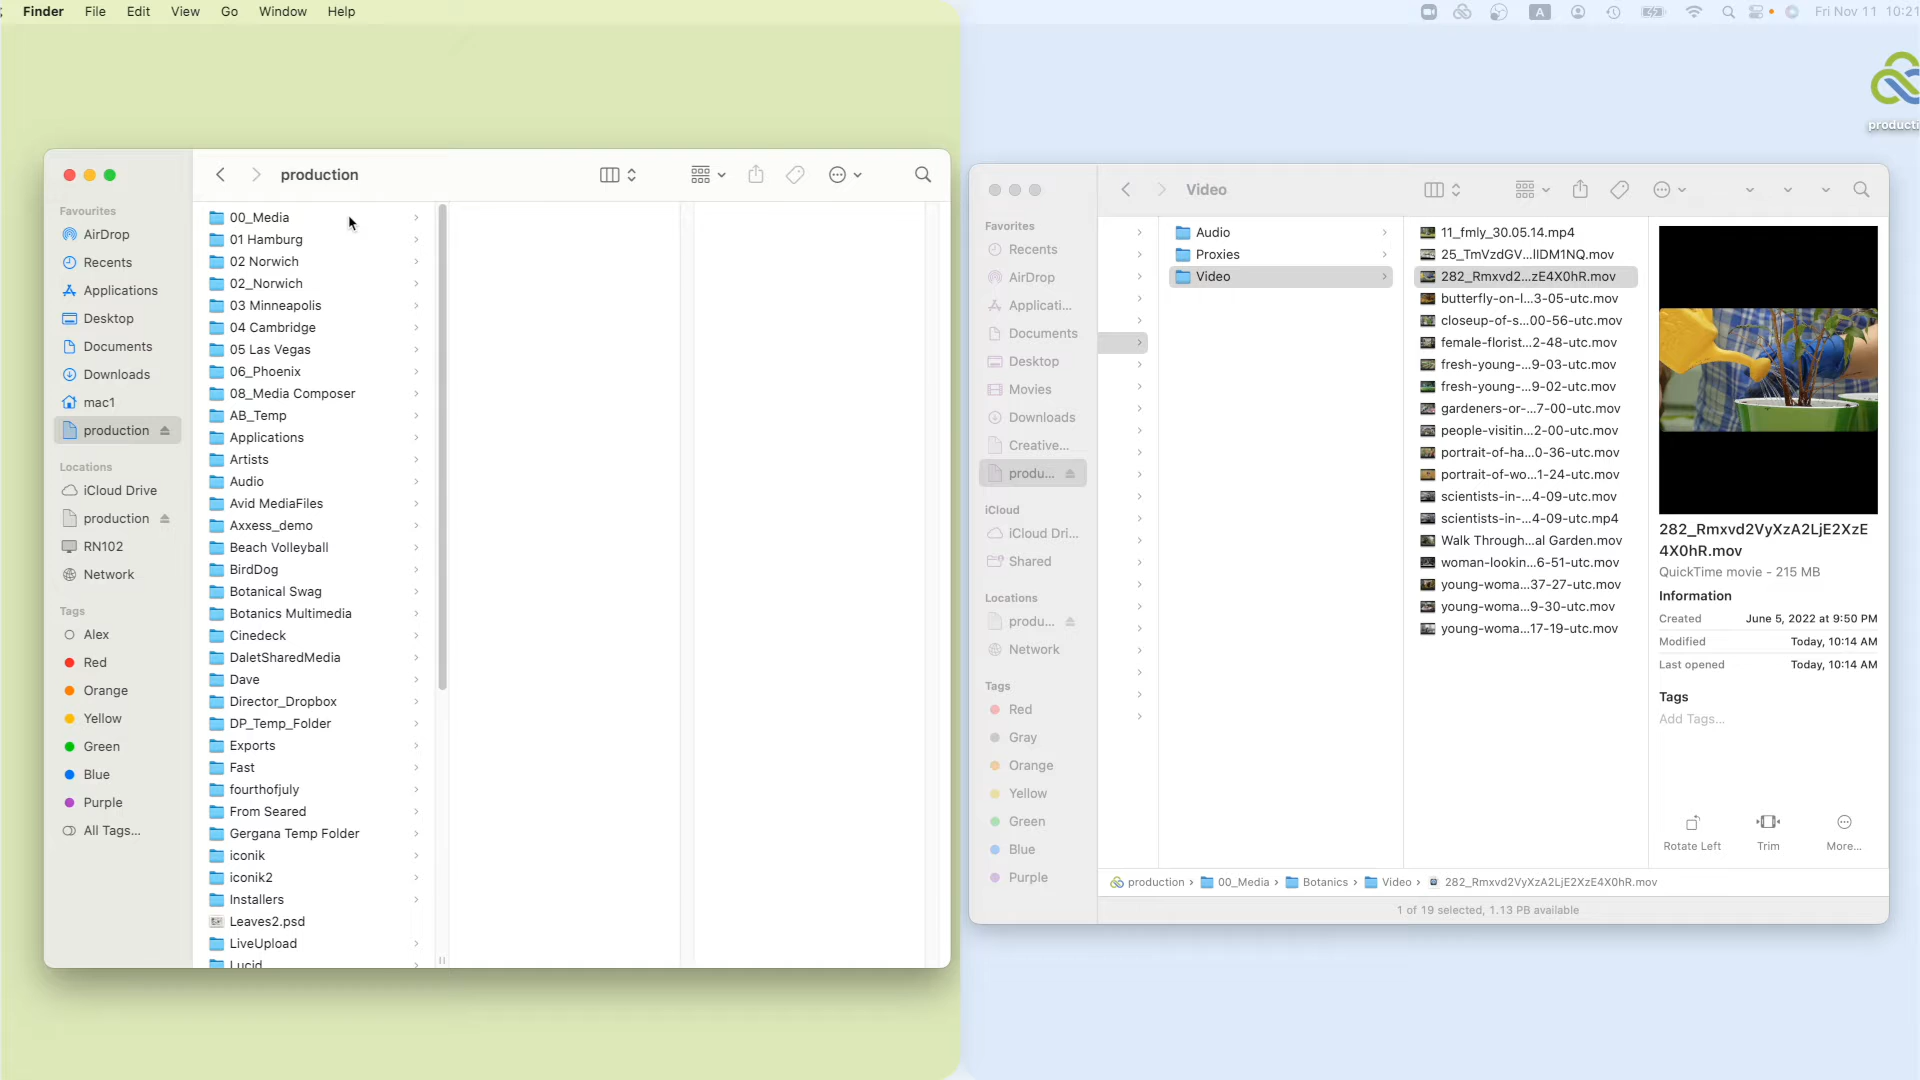 Finder File Edit View Go Window Help
A Fri Nov 11 10:21
producti
production
Favourites
AirDrop
Recents
Applications
Desktop
Documents
Downloads
mac1
production
Locations
iCloud Drive
production
RN102
Network
Tags
Alex
Red
Orange
Yellow
Green
Blue
Purple
All Tags...
00_Media
01 Hamburg
02 Norwich
02_Norwich
03 Minneapolis
04 Cambridge
05 Las Vegas
06_Phoenix
08_Media Composer
AB_Temp
Applications
Artists
Audio
Avid MediaFiles
Axxess_demo
Beach Volleyball
BirdDog
Botanical Swag
Botanics Multimedia
Cinedeck
DaletSharedMedia
Dave
Director_Dropbox
DP_Temp_Folder
Exports
Fast
fourthofjuly
From Seared
Gergana Temp Folder
iconik
iconik2
Installers
Leaves2.psd
LiveUpload
Lucid
Video
Favorites
Recents
AirDrop
Applicati...
Documents
Desktop
Movies
Downloads
Creative...
produ...
iCloud
iCloud Dri...
Shared
Locations
produ...
Network
Tags
Red
Gray
Orange
Yellow
Green
Blue
Purple
Audio
Proxies
Video
11_fmly_30.05.14.mp4
25_TmVzdGV...IIDM1NQ.mov
282_Rmxvd2...zE4X0hR.mov
butterfly-on-l...3-05-utc.mov
closeup-of-s...00-56-utc.mov
female-florist...2-48-utc.mov
fresh-young-...9-03-utc.mov
fresh-young-...9-02-utc.mov
gardeners-or-...7-00-utc.mov
people-visitin...2-00-utc.mov
portrait-of-ha...0-36-utc.mov
portrait-of-wo...1-24-utc.mov
scientists-in-...4-09-utc.mov
scientists-in-...4-09-utc.mp4
Walk Through...al Garden.mov
woman-lookin...6-51-utc.mov
young-woma...37-27-utc.mov
young-woma...9-30-utc.mov
young-woma...17-19-utc.mov
282_Rmxvd2VyXzA2LjE2XzE
4X0hR.mov
QuickTime movie - 215 MB
Information
Created June 5, 2022 at 9:50 PM
Modified Today, 10:14 AM
Last opened Today, 10:14 AM
Tags
Add Tags...
Rotate Left Trim More...
production › 00_Media › Botanics › Video › 282_Rmxvd2VyXzA2LjE2XzE4X0hR.mov
1 of 19 selected, 1.13 PB available